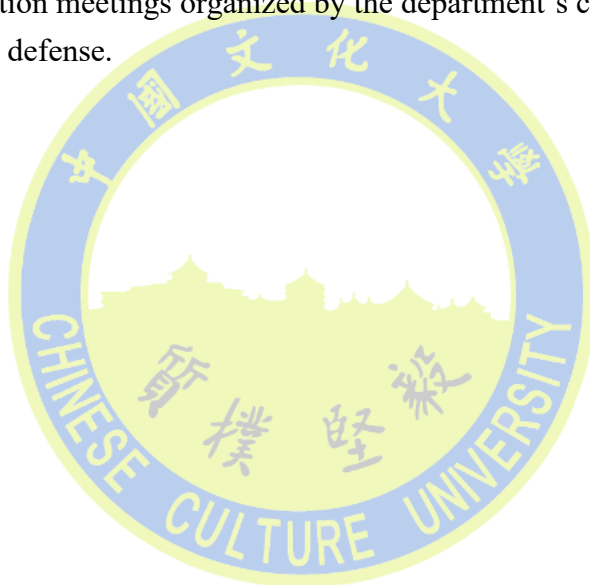 tion meetings organized by the department's c
defense.
中國文化大學
質樸堅毅
CHINESE CULTURE UNIVERSITY